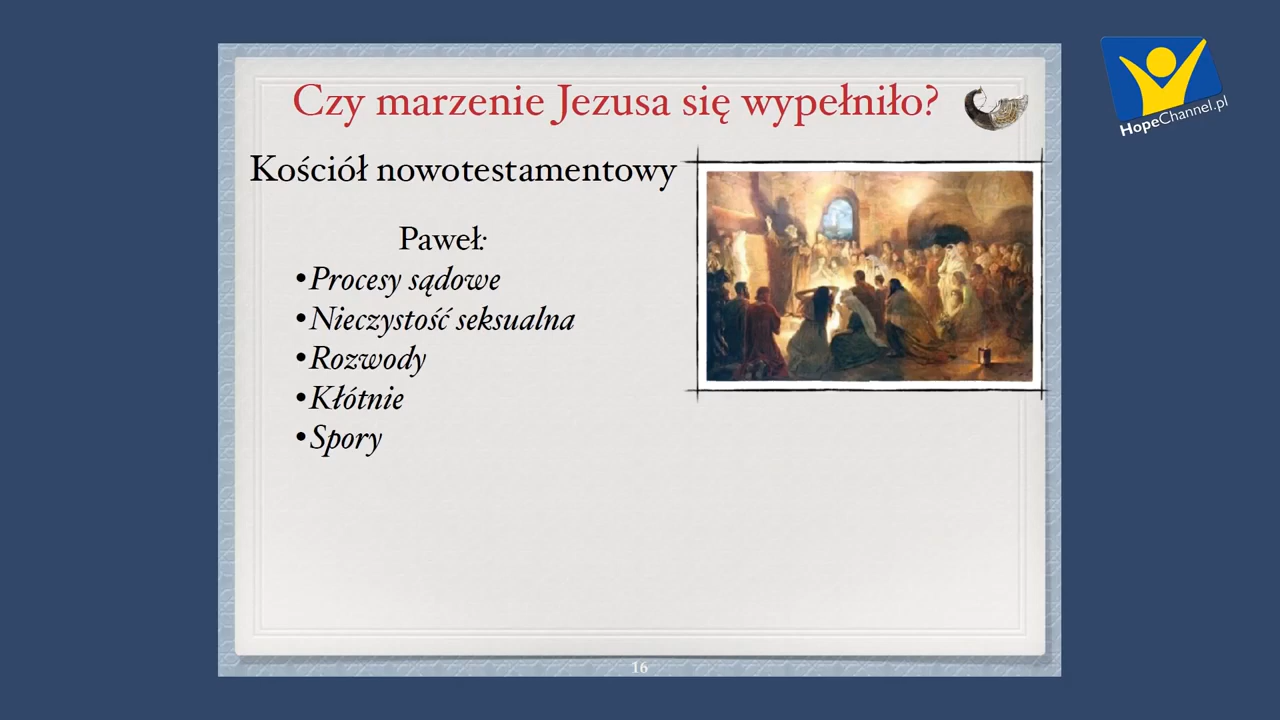 Czy marzenie Jezusa się wypełniło?
HopeChannel.pl
Kościół nowotestamentowy
Paweł:
•Procesy sądowe
•Nieczystość seksualna
•Rozwody
•Kłótnie
•Spory
16